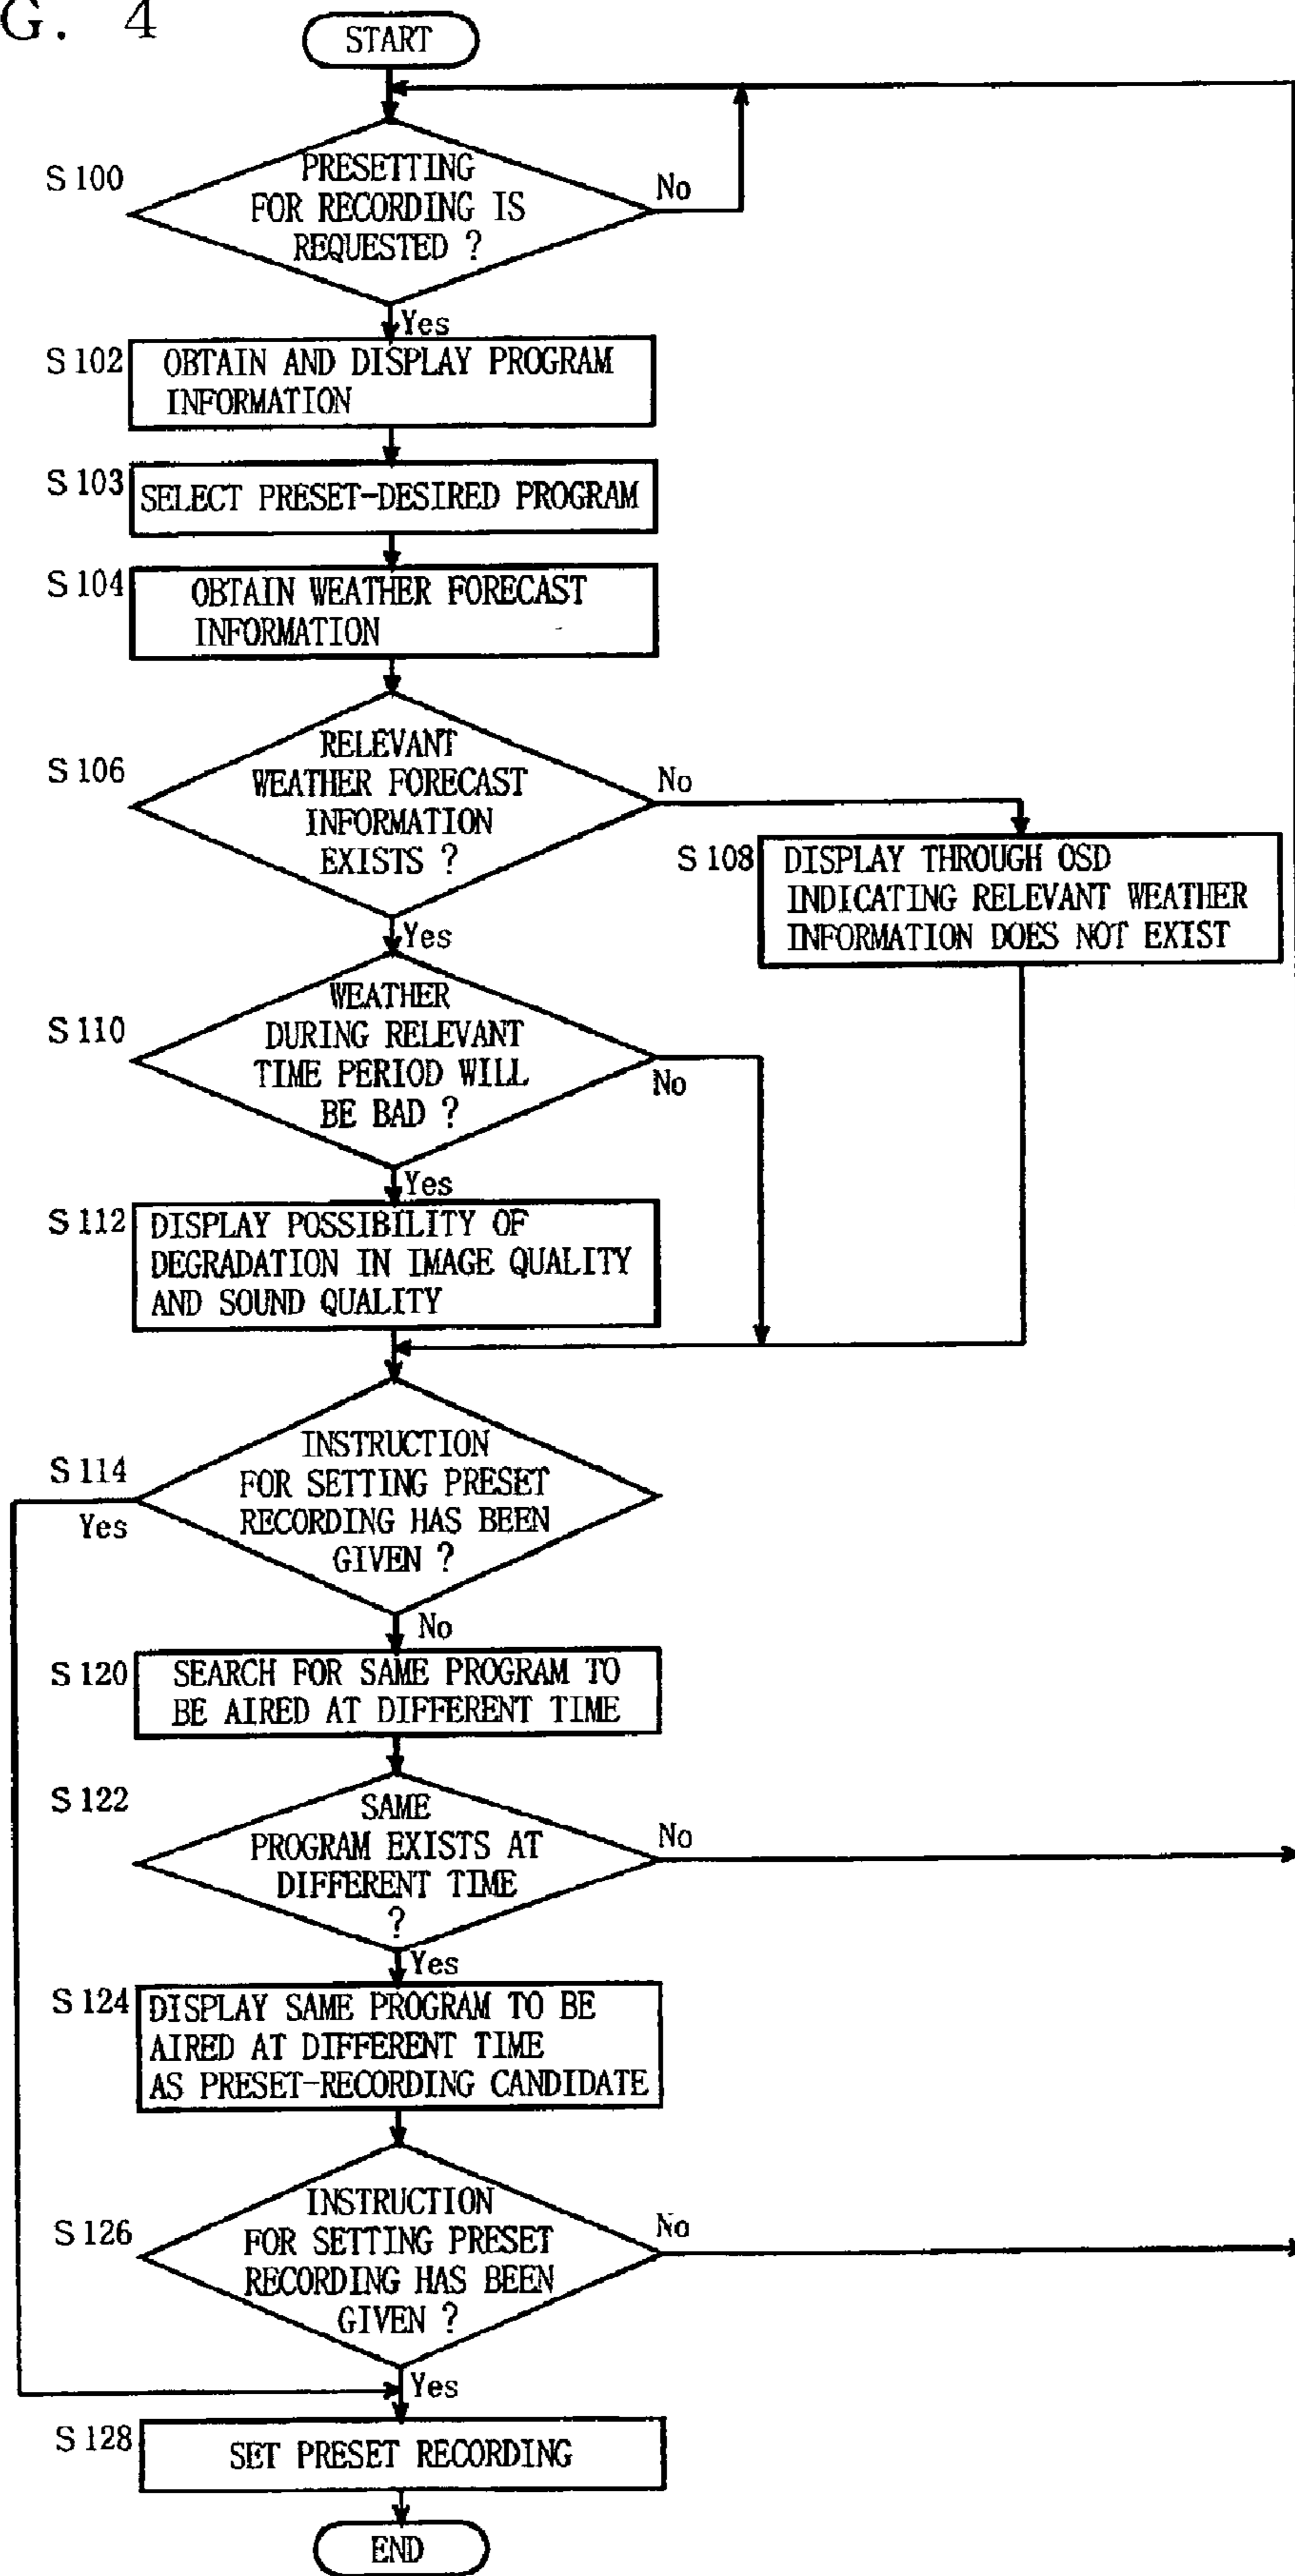 G. 4
START
S100
PRESETTING
FOR RECORDING IS
REQUESTED ?
No
Yes
S102
OBTAIN AND DISPLAY PROGRAM
INFORMATION
S103
SELECT PRESET-DESIRED PROGRAM
S104
OBTAIN WEATHER FORECAST
INFORMATION
S106
RELEVANT
WEATHER FORECAST
INFORMATION
EXISTS ?
No
Yes
S108
DISPLAY THROUGH OSD
INDICATING RELEVANT WEATHER
INFORMATION DOES NOT EXIST
S110
WEATHER
DURING RELEVANT
TIME PERIOD WILL
BE BAD ?
No
Yes
S112
DISPLAY POSSIBILITY OF
DEGRADATION IN IMAGE QUALITY
AND SOUND QUALITY
S114
INSTRUCTION
FOR SETTING PRESET
RECORDING HAS BEEN
GIVEN ?
Yes
No
S120
SEARCH FOR SAME PROGRAM TO
BE AIRED AT DIFFERENT TIME
S122
SAME
PROGRAM EXISTS AT
DIFFERENT TIME
?
No
Yes
S124
DISPLAY SAME PROGRAM TO BE
AIRED AT DIFFERENT TIME
AS PRESET-RECORDING CANDIDATE
S126
INSTRUCTION
FOR SETTING PRESET
RECORDING HAS BEEN
GIVEN ?
No
Yes
S128
SET PRESET RECORDING
END